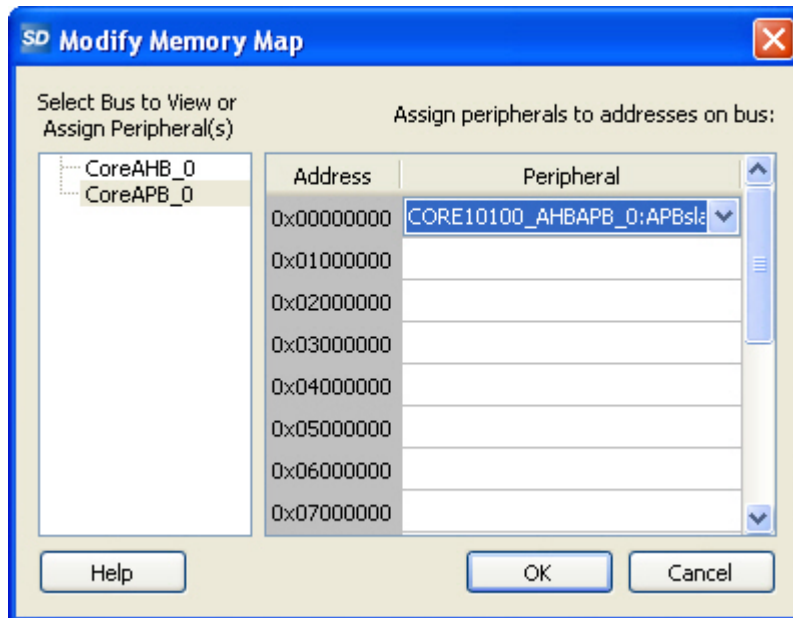 SD Modify Memory Map
Select Bus to View or
Assign Peripheral(s)
CoreAHB_0
CoreAPB_0
Assign peripherals to addresses on bus:
Address Peripheral
0x00000000 CORE10100_AHBAPB_0:APBsla
0x01000000
0x02000000
0x03000000
0x04000000
0x05000000
0x06000000
0x07000000
Help OK Cancel